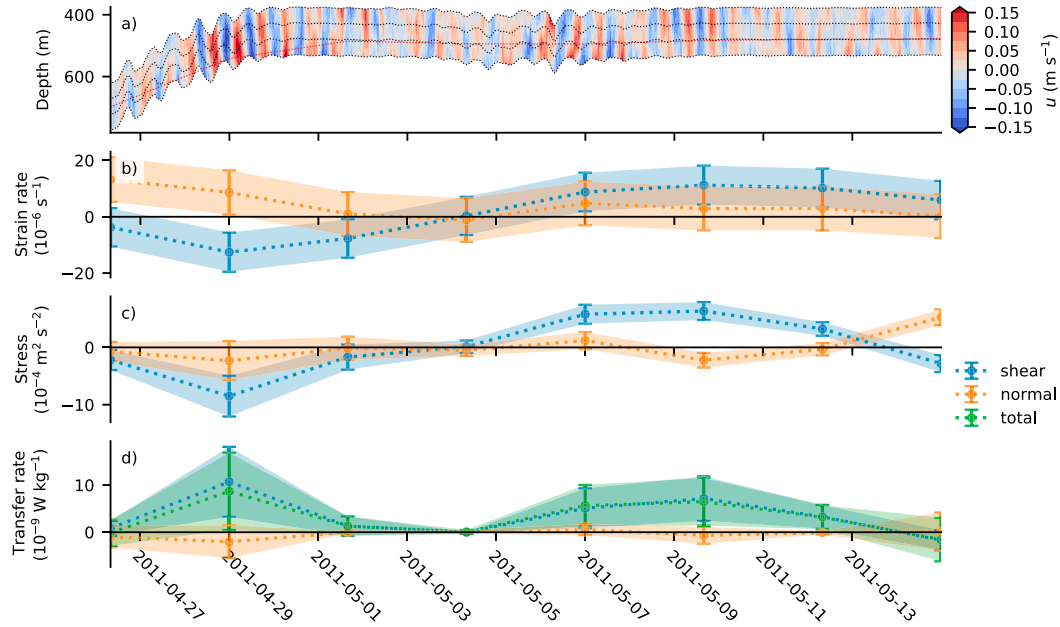 a)
Depth (m)
400
600
0.15
0.10
0.05
0.00
−0.05
−0.10
−0.15
u (m s−1)
b)
Strain rate
(10−6 s−1)
20
0
−20
c)
Stress
(10−4 m2 s−2)
0
−10
shear
normal
total
d)
Transfer rate
(10−9 W kg−1)
10
0
2011-04-27
2011-04-29
2011-05-01
2011-05-03
2011-05-05
2011-05-07
2011-05-09
2011-05-11
2011-05-13